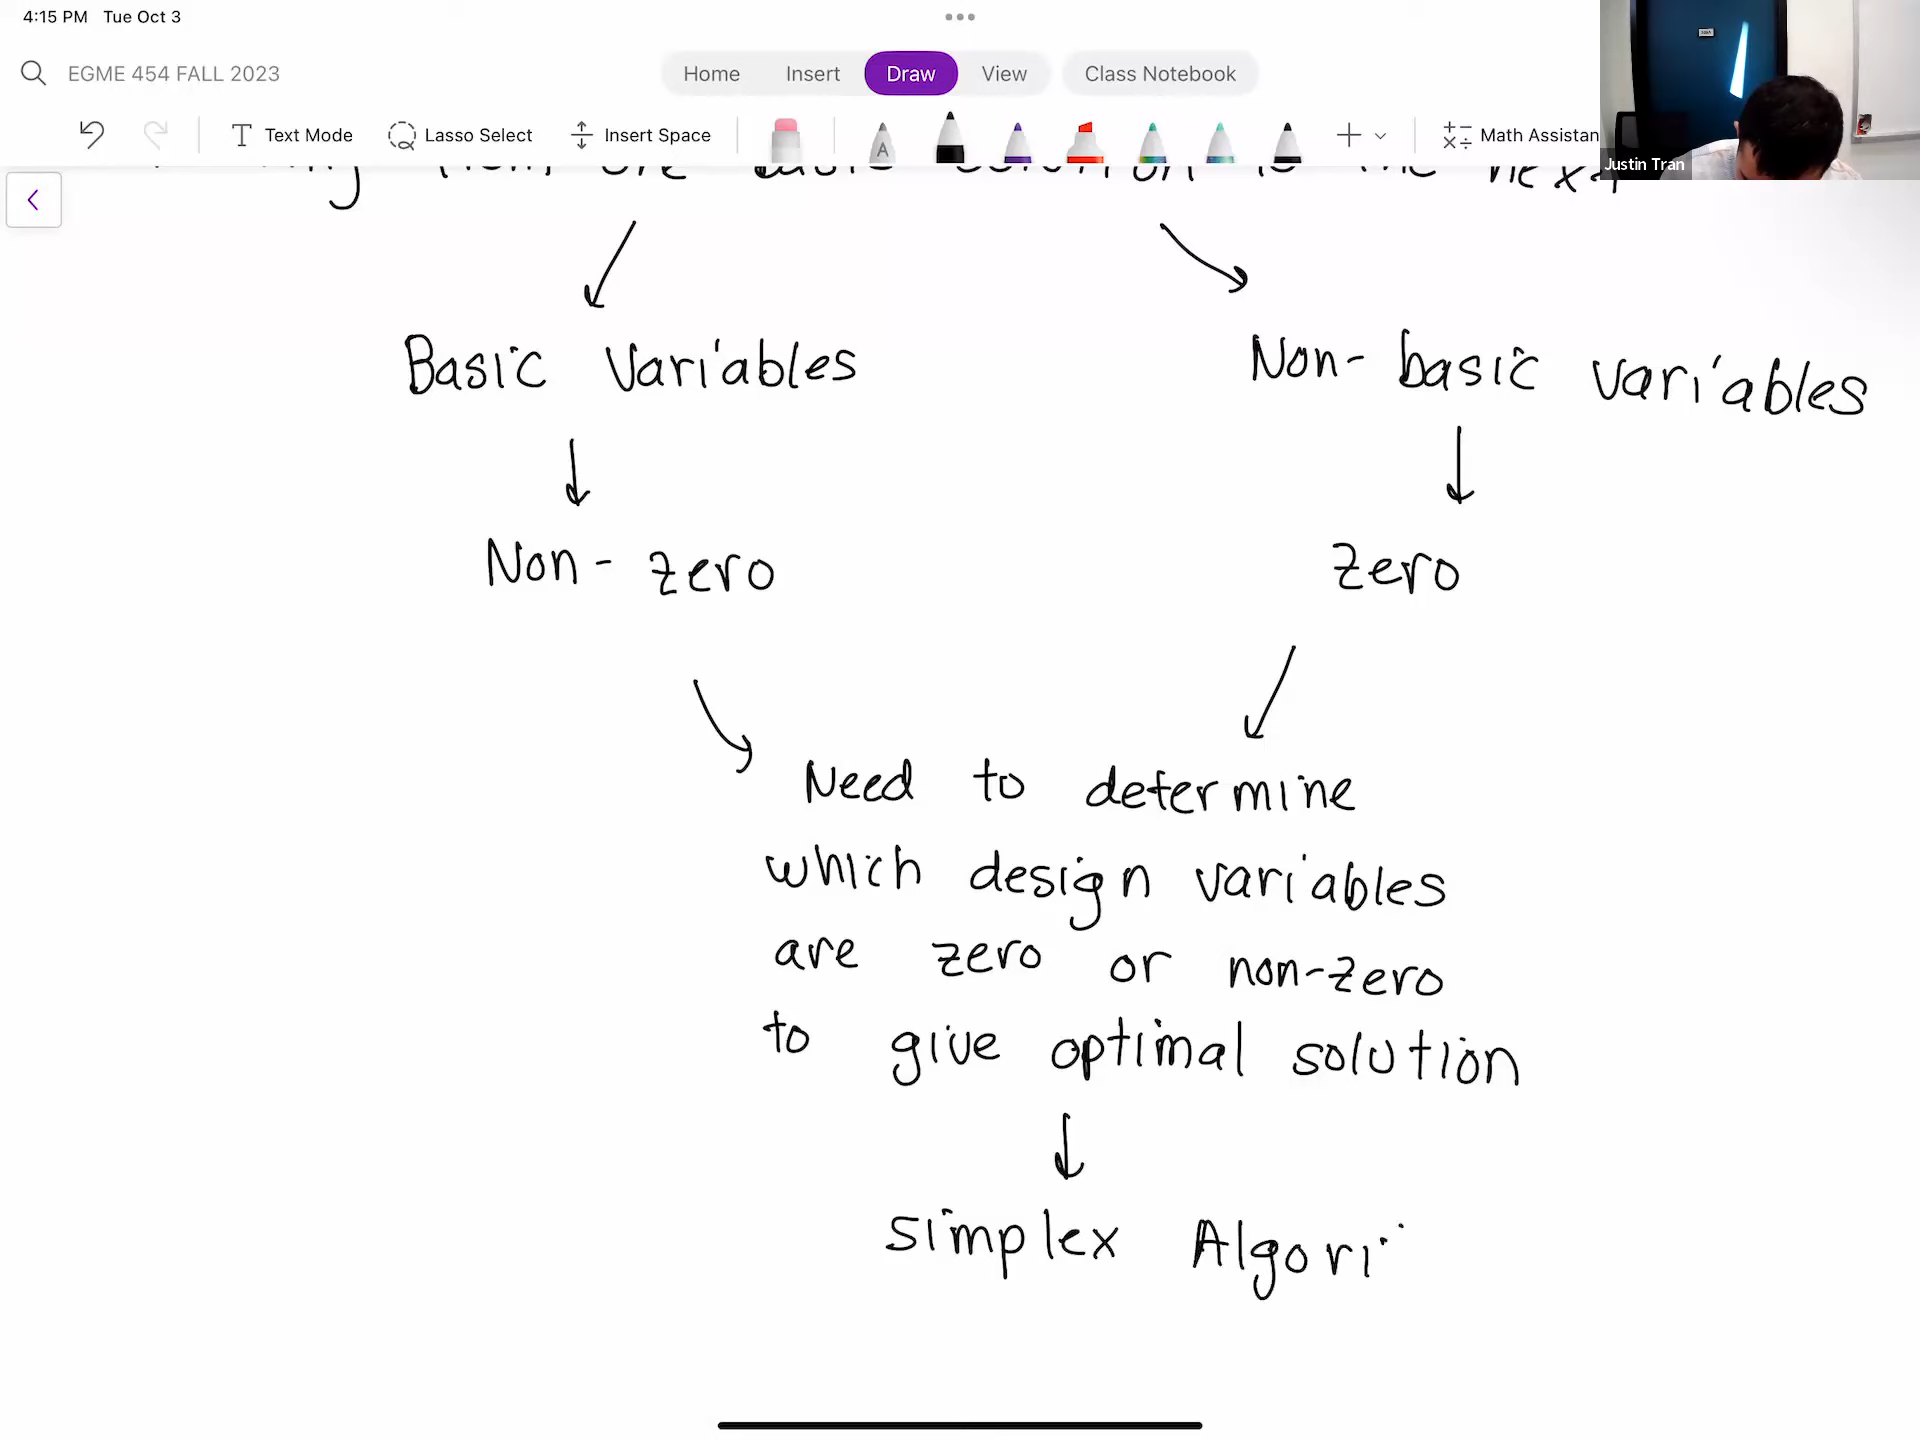 4:15 PM Tue Oct 3
EGME 454 FALL 2023
Home Insert Draw View Class Notebook
Text Mode Lasso Select Insert Space A Math Assistan
Justin Tran
Basic Variables Non-basic variables
Non-zero Zero
Need to determine
which design variables
are zero or non-zero
to give optimal solution
Simplex Algori